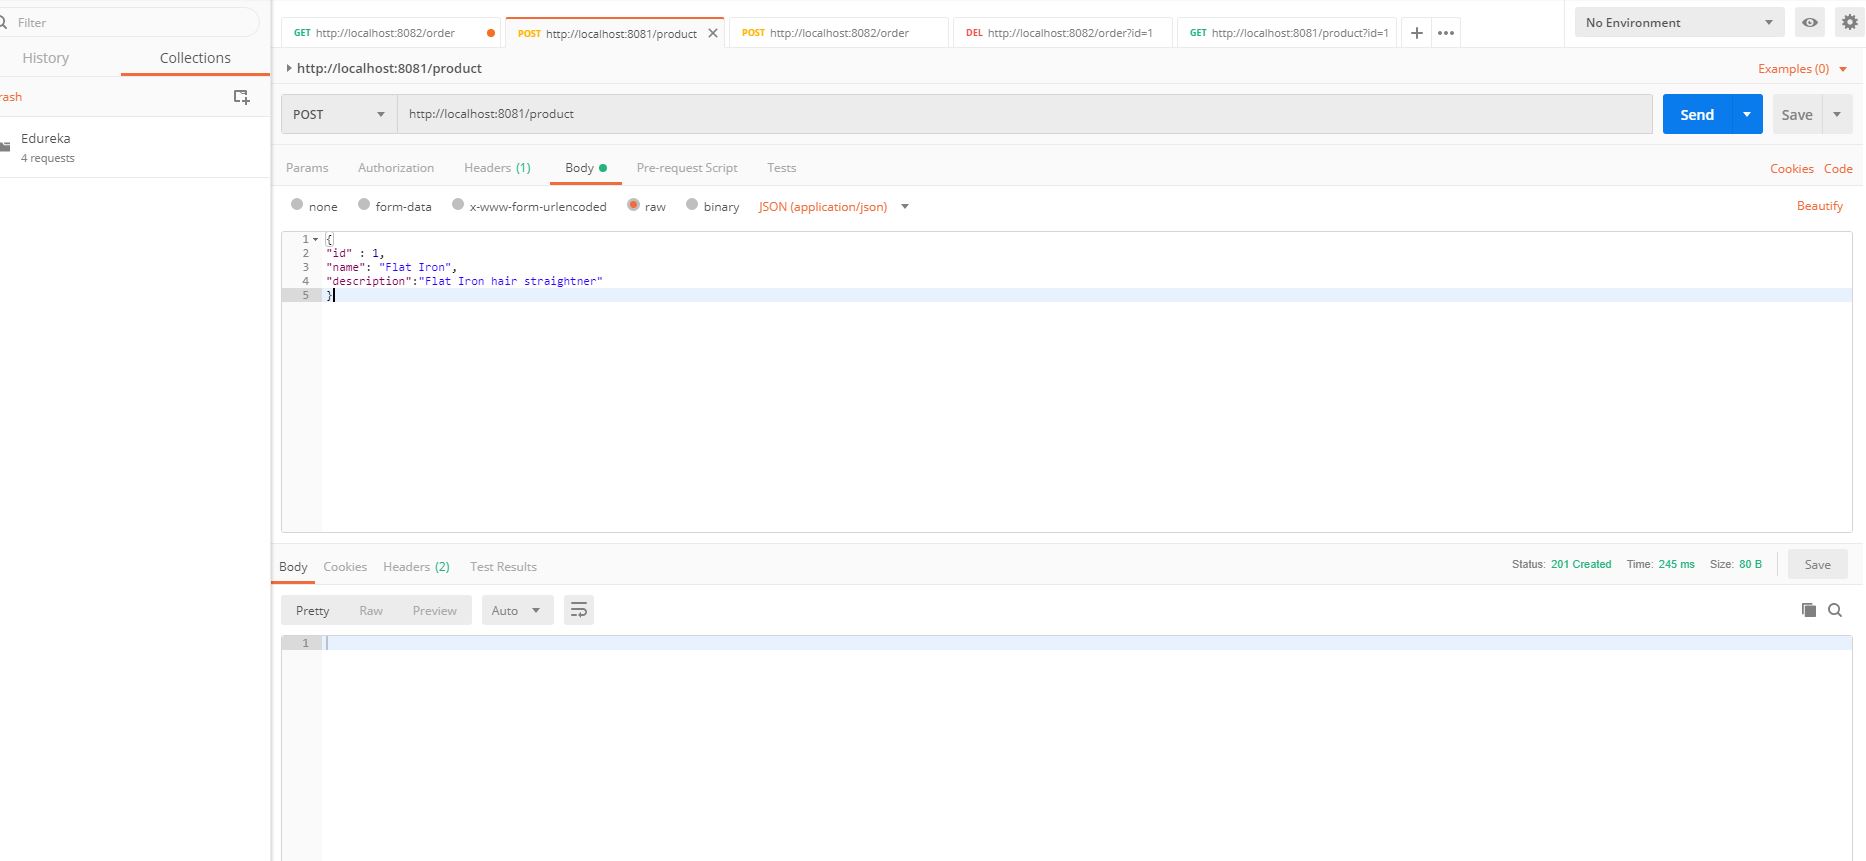 Filter
History Collections
rash
Edureka
4 requests
GET http://localhost:8082/order
POST http://localhost:8081/product
POST http://localhost:8082/order
DEL http://localhost:8082/order?id=1
GET http://localhost:8081/product?id=1
No Environment
http://localhost:8081/product
Examples (0)
POST http://localhost:8081/product Send Save
Params Authorization Headers (1) Body Pre-request Script Tests Cookies Code
none form-data x-www-form-urlencoded raw binary JSON (application/json) Beautify
1 {
2 "id" : 1,
3 "name": "Flat Iron",
4 "description":"Flat Iron hair straightner"
5 }
Body Cookies Headers (2) Test Results Status: 201 Created Time: 245 ms Size: 80 B Save
Pretty Raw Preview Auto
1